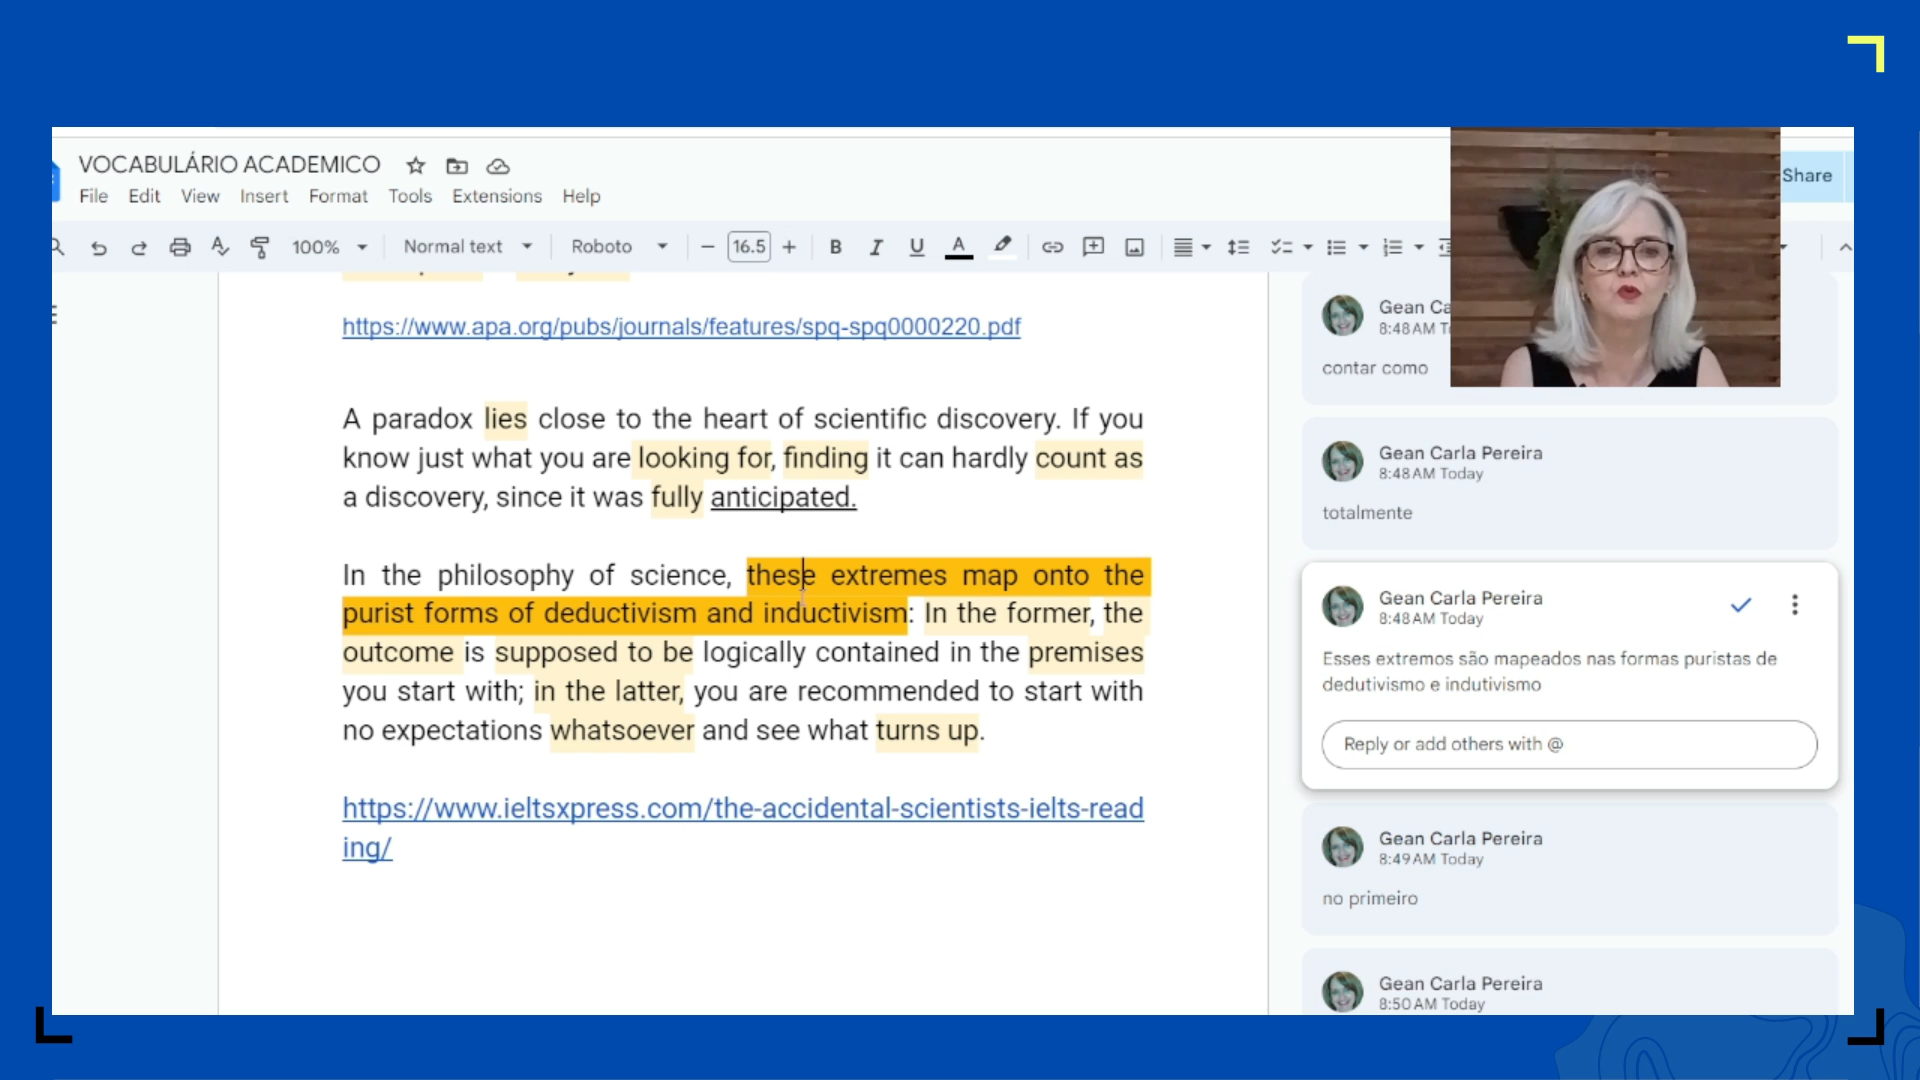 VOCABULÁRIO ACADEMICO
File Edit View Insert Format Tools Extensions Help
Share
100% Normal text Roboto 16.5 B I U A
https://www.apa.org/pubs/journals/features/spq-spq0000220.pdf
A paradox lies close to the heart of scientific discovery. If you
know just what you are looking for, finding it can hardly count as
a discovery, since it was fully anticipated.
In the philosophy of science, these extremes map onto the
purist forms of deductivism and inductivism: In the former, the
outcome is supposed to be logically contained in the premises
you start with; in the latter, you are recommended to start with
no expectations whatsoever and see what turns up.
https://www.ieltsxpress.com/the-accidental-scientists-ielts-read
ing/
Gean
8:48 AM
contar como
Gean Carla Pereira
8:48 AM Today
totalmente
Gean Carla Pereira
8:48 AM Today
Esses extremos são mapeados nas formas puristas de
dedutivismo e indutivismo
Reply or add others with @
Gean Carla Pereira
8:49 AM Today
no primeiro
Gean Carla Pereira
8:50 AM Today